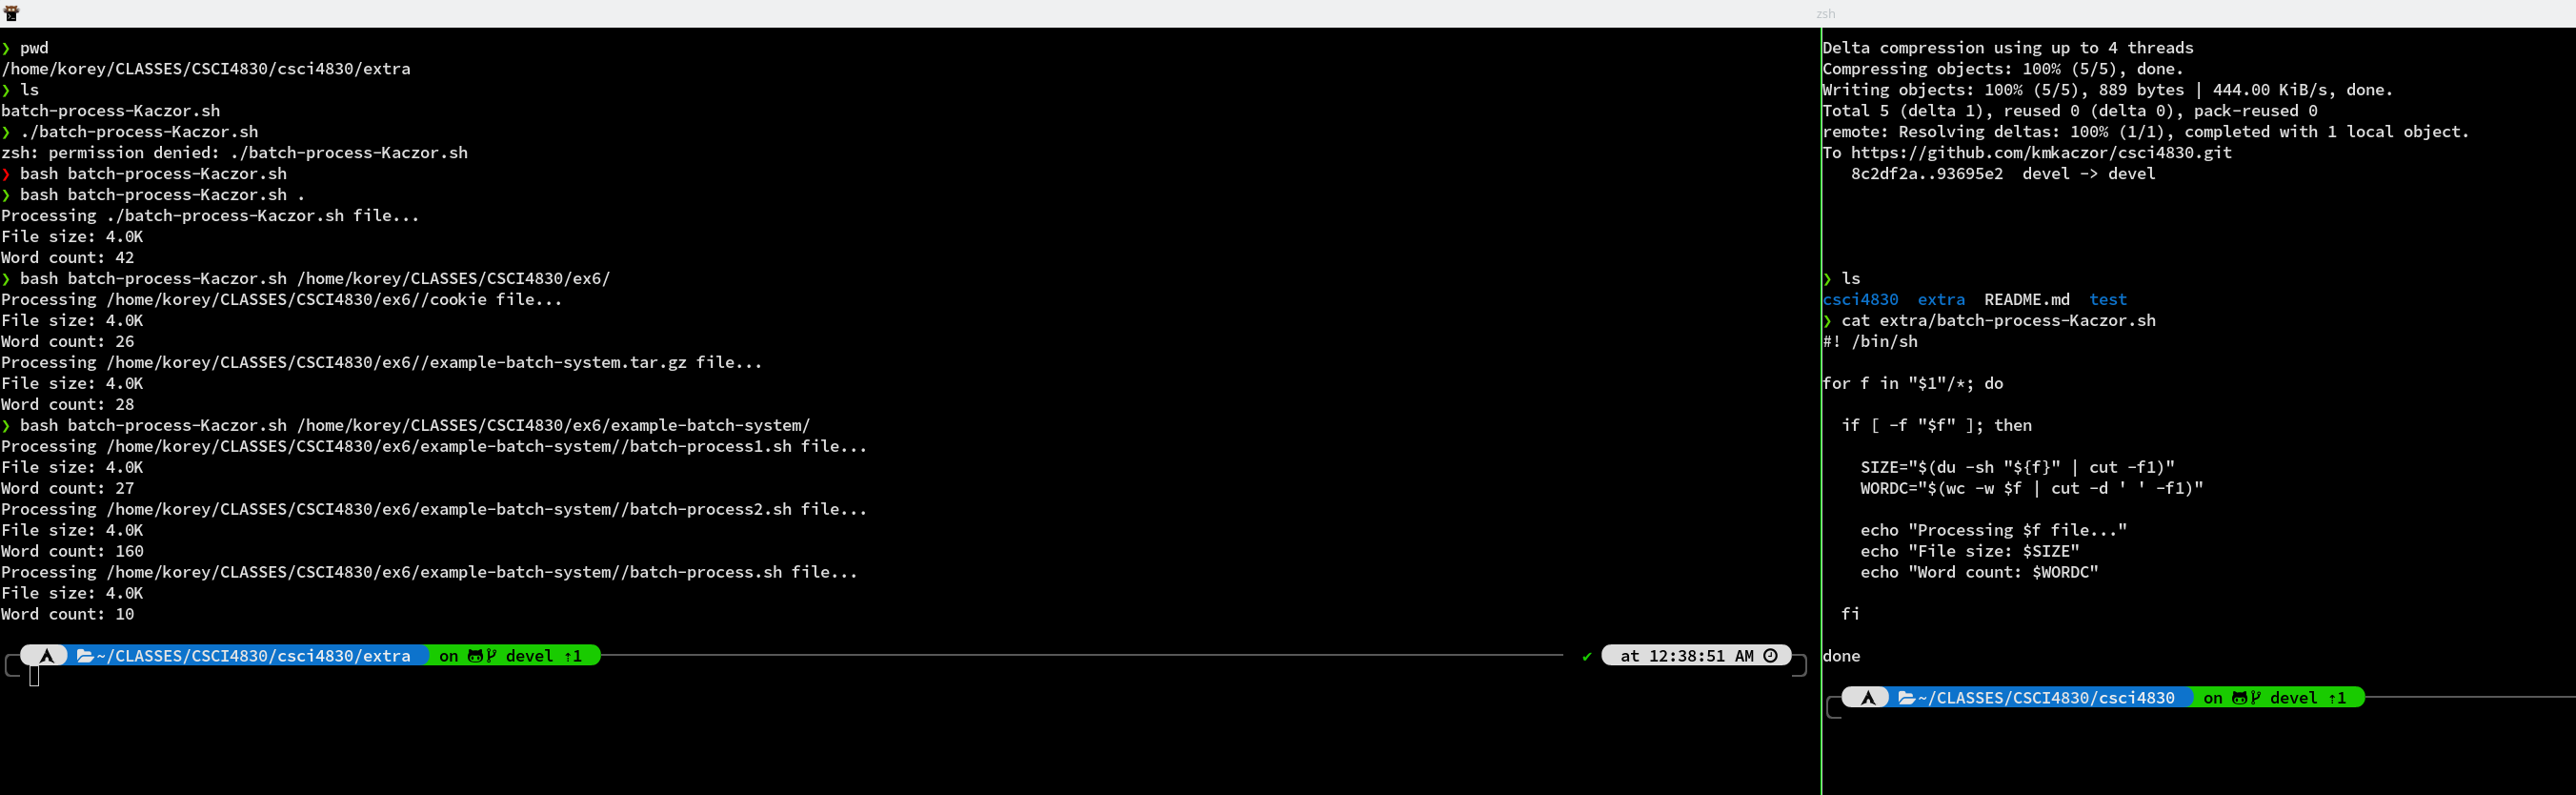 zsh
❯ pwd
/home/korey/CLASSES/CSCI4830/csci4830/extra
❯ ls
batch-process-Kaczor.sh
❯ ./batch-process-Kaczor.sh
zsh: permission denied: ./batch-process-Kaczor.sh
❯ bash batch-process-Kaczor.sh
❯ bash batch-process-Kaczor.sh .
Processing ./batch-process-Kaczor.sh file...
File size: 4.0K
Word count: 42
❯ bash batch-process-Kaczor.sh /home/korey/CLASSES/CSCI4830/ex6/
Processing /home/korey/CLASSES/CSCI4830/ex6//cookie file...
File size: 4.0K
Word count: 26
Processing /home/korey/CLASSES/CSCI4830/ex6//example-batch-system.tar.gz file...
File size: 4.0K
Word count: 28
❯ bash batch-process-Kaczor.sh /home/korey/CLASSES/CSCI4830/ex6/example-batch-system/
Processing /home/korey/CLASSES/CSCI4830/ex6/example-batch-system//batch-process1.sh file...
File size: 4.0K
Word count: 27
Processing /home/korey/CLASSES/CSCI4830/ex6/example-batch-system//batch-process2.sh file...
File size: 4.0K
Word count: 160
Processing /home/korey/CLASSES/CSCI4830/ex6/example-batch-system//batch-process.sh file...
File size: 4.0K
Word count: 10
~/CLASSES/CSCI4830/csci4830/extra on devel ⇡1 ✔ at 12:38:51 AM
Delta compression using up to 4 threads
Compressing objects: 100% (5/5), done.
Writing objects: 100% (5/5), 889 bytes | 444.00 KiB/s, done.
Total 5 (delta 1), reused 0 (delta 0), pack-reused 0
remote: Resolving deltas: 100% (1/1), completed with 1 local object.
To https://github.com/kmkaczor/csci4830.git
   8c2df2a..93695e2  devel -> devel
❯ ls
csci4830  extra  README.md  test
❯ cat extra/batch-process-Kaczor.sh
#! /bin/sh
for f in "$1"/*; do
  if [ -f "$f" ]; then
    SIZE="$(du -sh "${f}" | cut -f1)"
    WORDC="$(wc -w $f | cut -d ' ' -f1)"
    echo "Processing $f file..."
    echo "File size: $SIZE"
    echo "Word count: $WORDC"
  fi
done
~/CLASSES/CSCI4830/csci4830 on devel ⇡1